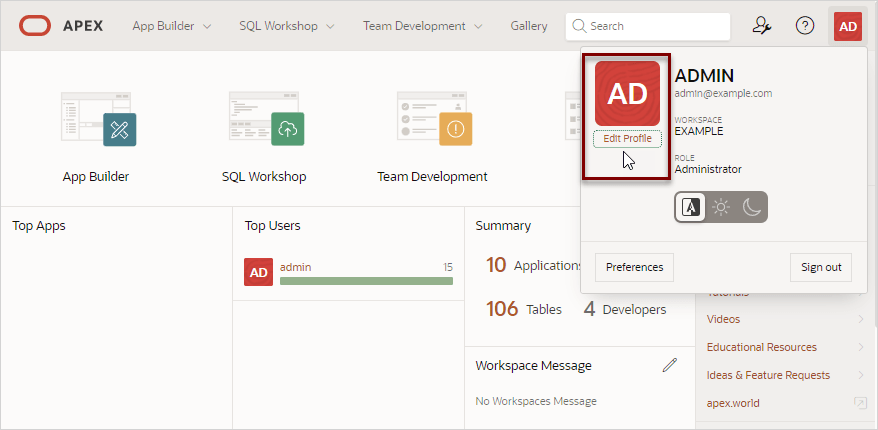 APEX
App Builder
SQL Workshop
Team Development
Gallery
Search
AD
AD
Edit Profile
ADMIN
admin@example.com
WORKSPACE
EXAMPLE
ROLE
Administrator
Preferences
Sign out
App Builder
SQL Workshop
Team Development
Top Apps
Top Users
AD
admin
15
Summary
10 Applications
106 Tables
4 Developers
Workspace Message
No Workspaces Message
Tutorials
Videos
Educational Resources
Ideas & Feature Requests
apex.world